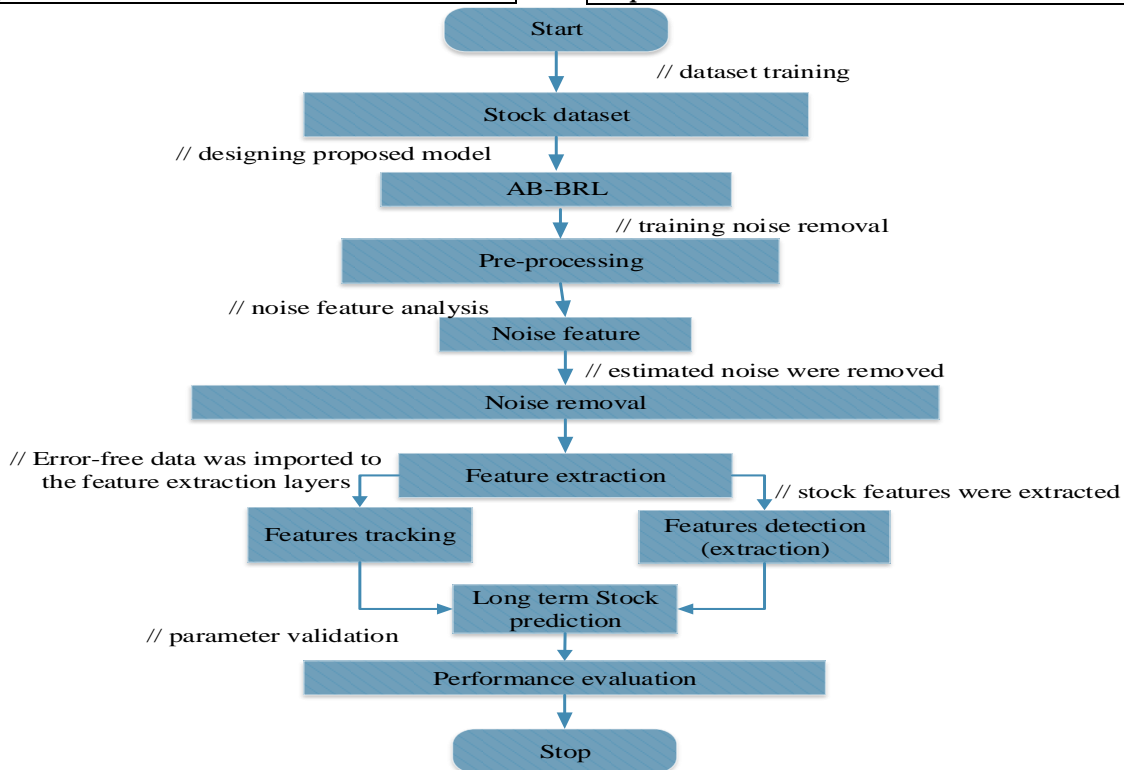 Start
// dataset training
Stock dataset
// designing proposed model
AB-BRL
// training noise removal
Pre-processing
// noise feature analysis
Noise feature
// estimated noise were removed
Noise removal
// Error-free data was imported to
the feature extraction layers
Feature extraction
// stock features were extracted
Features tracking
Features detection
(extraction)
Long term Stock
prediction
// parameter validation
Performance evaluation
Stop